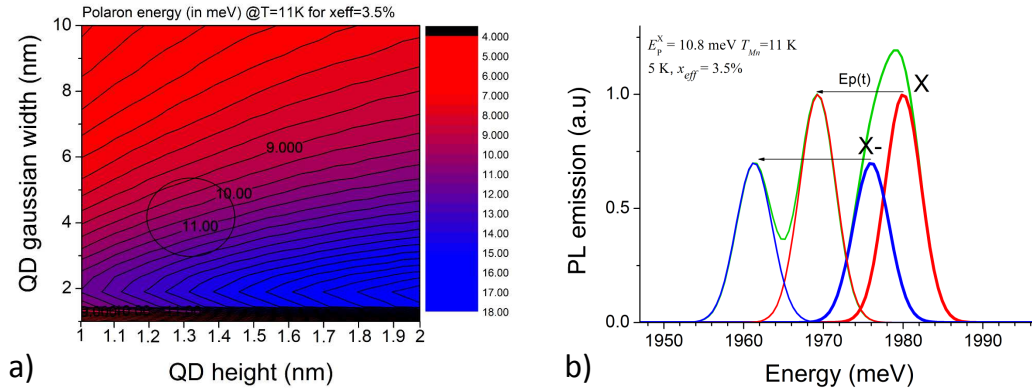 Polaron energy (in meV) @T=11K for xeff=3.5%
QD gaussian width (nm)
10
8
6
4
2
9.000
10.00
11.00
1 1.1 1.2 1.3 1.4 1.5 1.6 1.7 1.8 1.9 2
QD height (nm)
4.000
5.000
6.000
7.000
8.000
9.000
10.00
11.00
12.00
13.00
14.00
15.00
16.00
17.00
18.00
a)
E_P^X = 10.8 meV T_Mn=11 K
5 K, x_eff = 3.5%
Ep(t)
X
X-
PL emission (a.u)
1.0
0.5
0.0
1950 1960 1970 1980 1990
Energy (meV)
b)